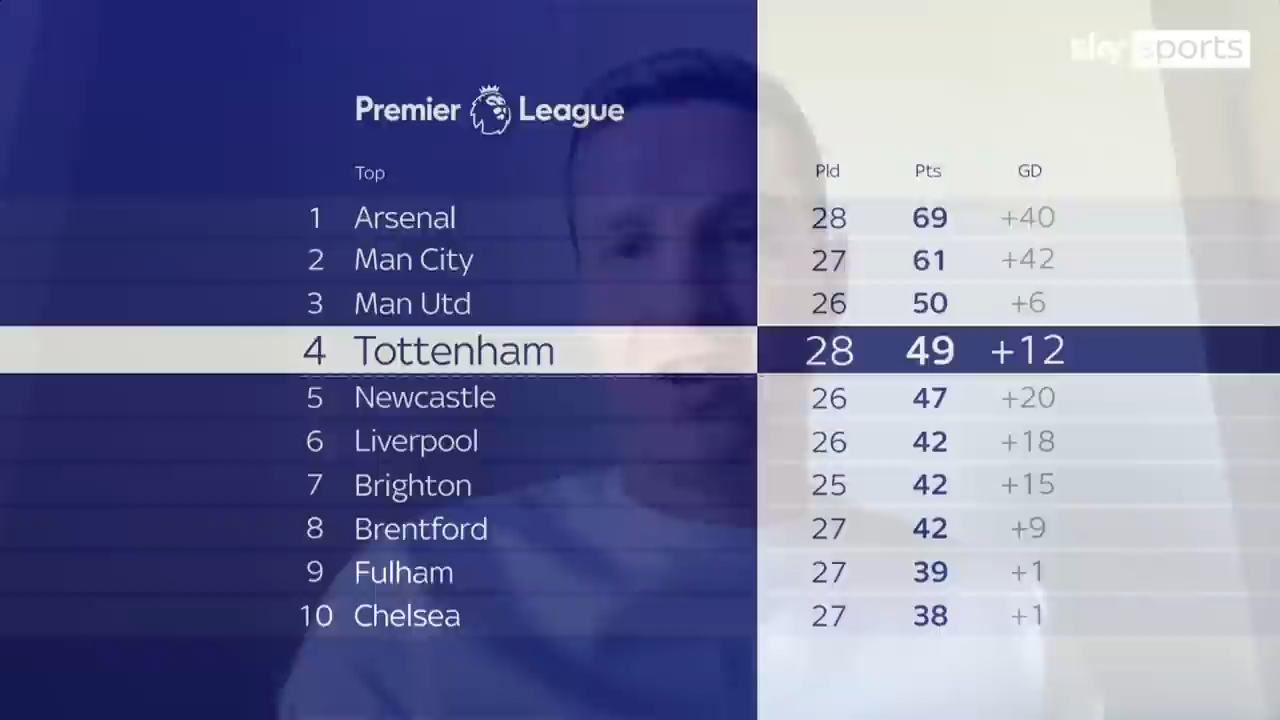 sky sports
Premier League
Top Pld Pts GD
1 Arsenal 28 69 +40
2 Man City 27 61 +42
3 Man Utd 26 50 +6
4 Tottenham 28 49 +12
5 Newcastle 26 47 +20
6 Liverpool 26 42 +18
7 Brighton 25 42 +15
8 Brentford 27 42 +9
9 Fulham 27 39 +1
10 Chelsea 27 38 +1